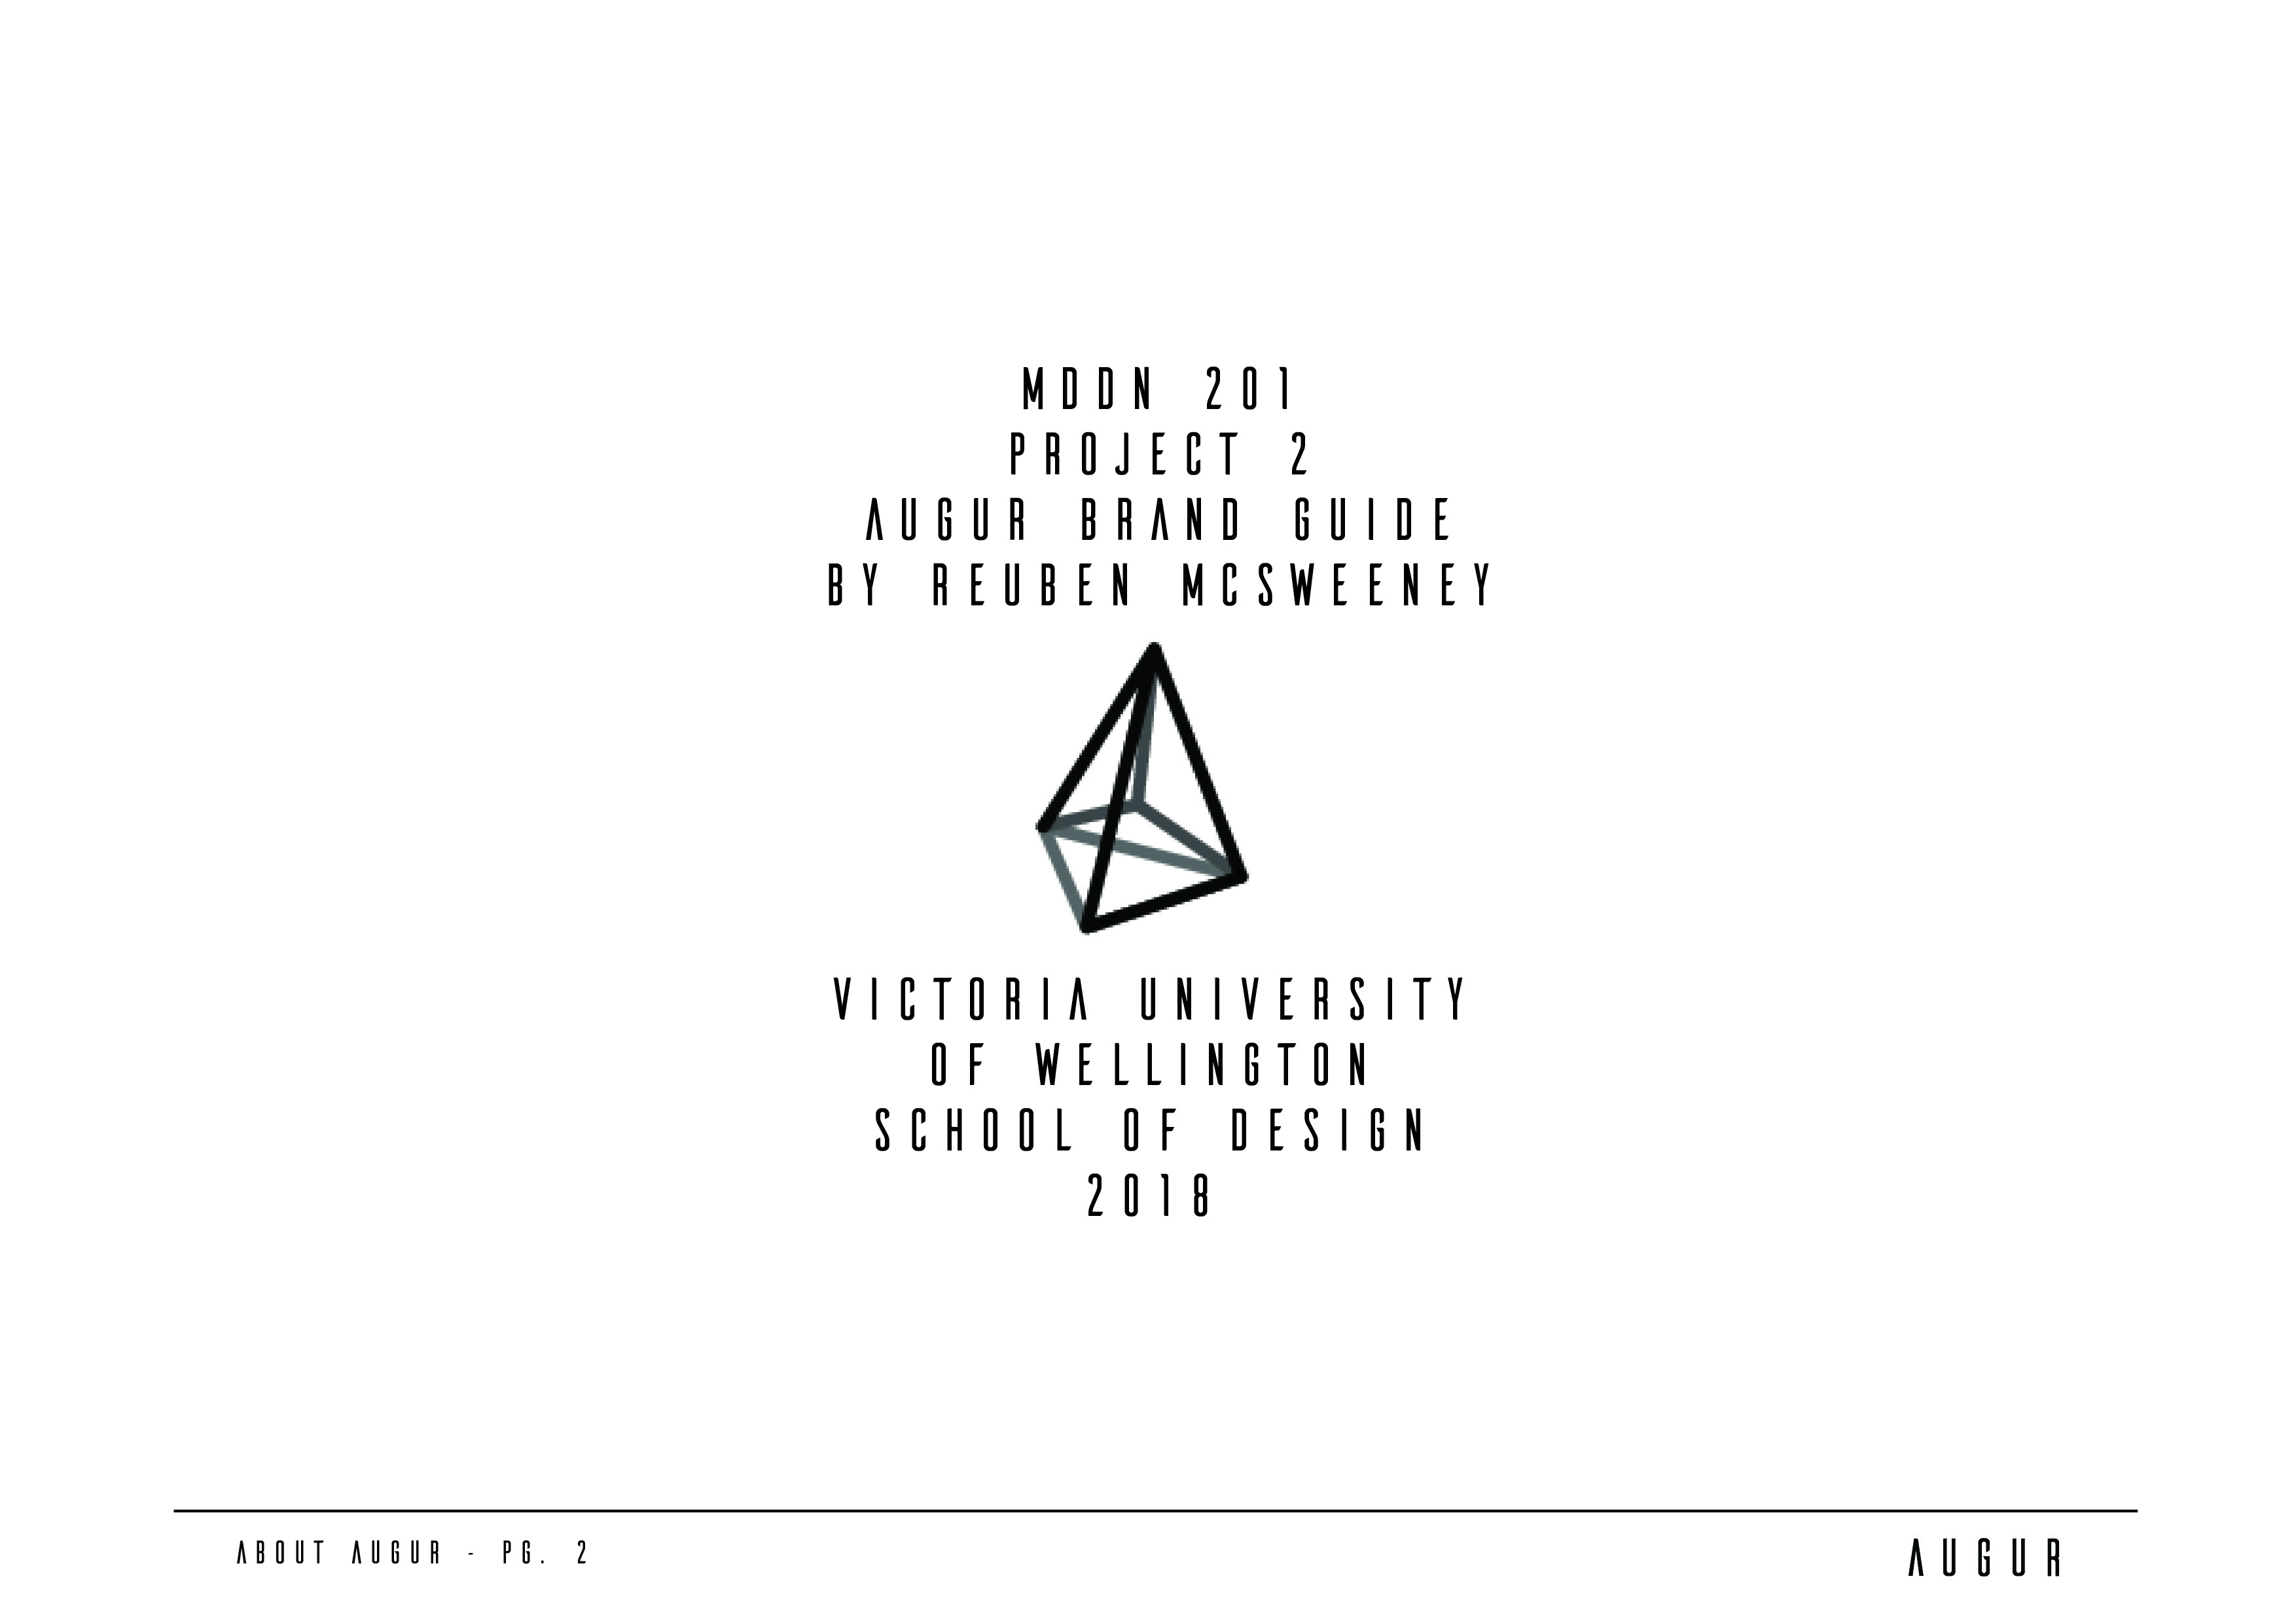 MDDN 201
PROJECT 2
AUGUR BRAND GUIDE
BY REUBEN MCSWEENEY
VICTORIA UNIVERSITY
OF WELLINGTON
SCHOOL OF DESIGN
2018
ABOUT AUGUR - PG. 2
AUGUR